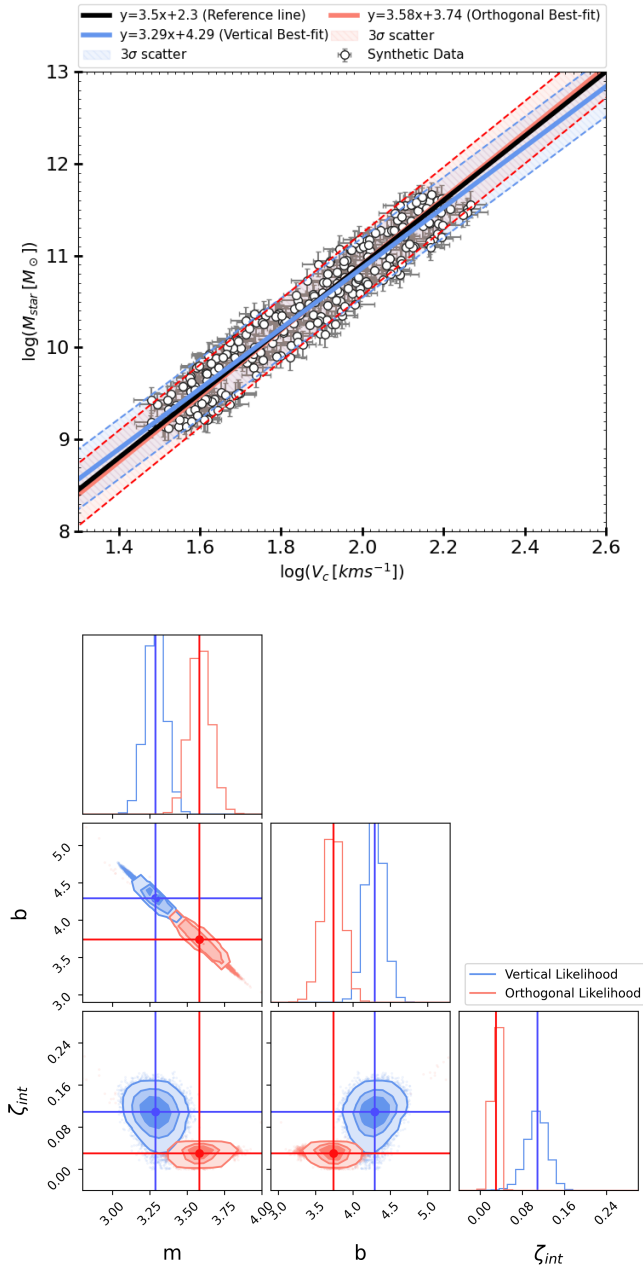 y=3.5x+2.3 (Reference line) y=3.58x+3.74 (Orthogonal Best-fit)
y=3.29x+4.29 (Vertical Best-fit) 3σ scatter
3σ scatter Synthetic Data
13
12
11
10
9
8
log(M_star [M_⊙])
1.4 1.6 1.8 2.0 2.2 2.4 2.6
log(V_c [kms⁻¹])
5.0
4.5
4.0
3.5
3.0
b
Vertical Likelihood
Orthogonal Likelihood
0.24
0.16
0.08
0.00
ζ_int
3.00 3.25 3.50 3.75 4.00
3.0 3.5 4.0 4.5 5.0
0.00 0.08 0.16 0.24
m b ζ_int